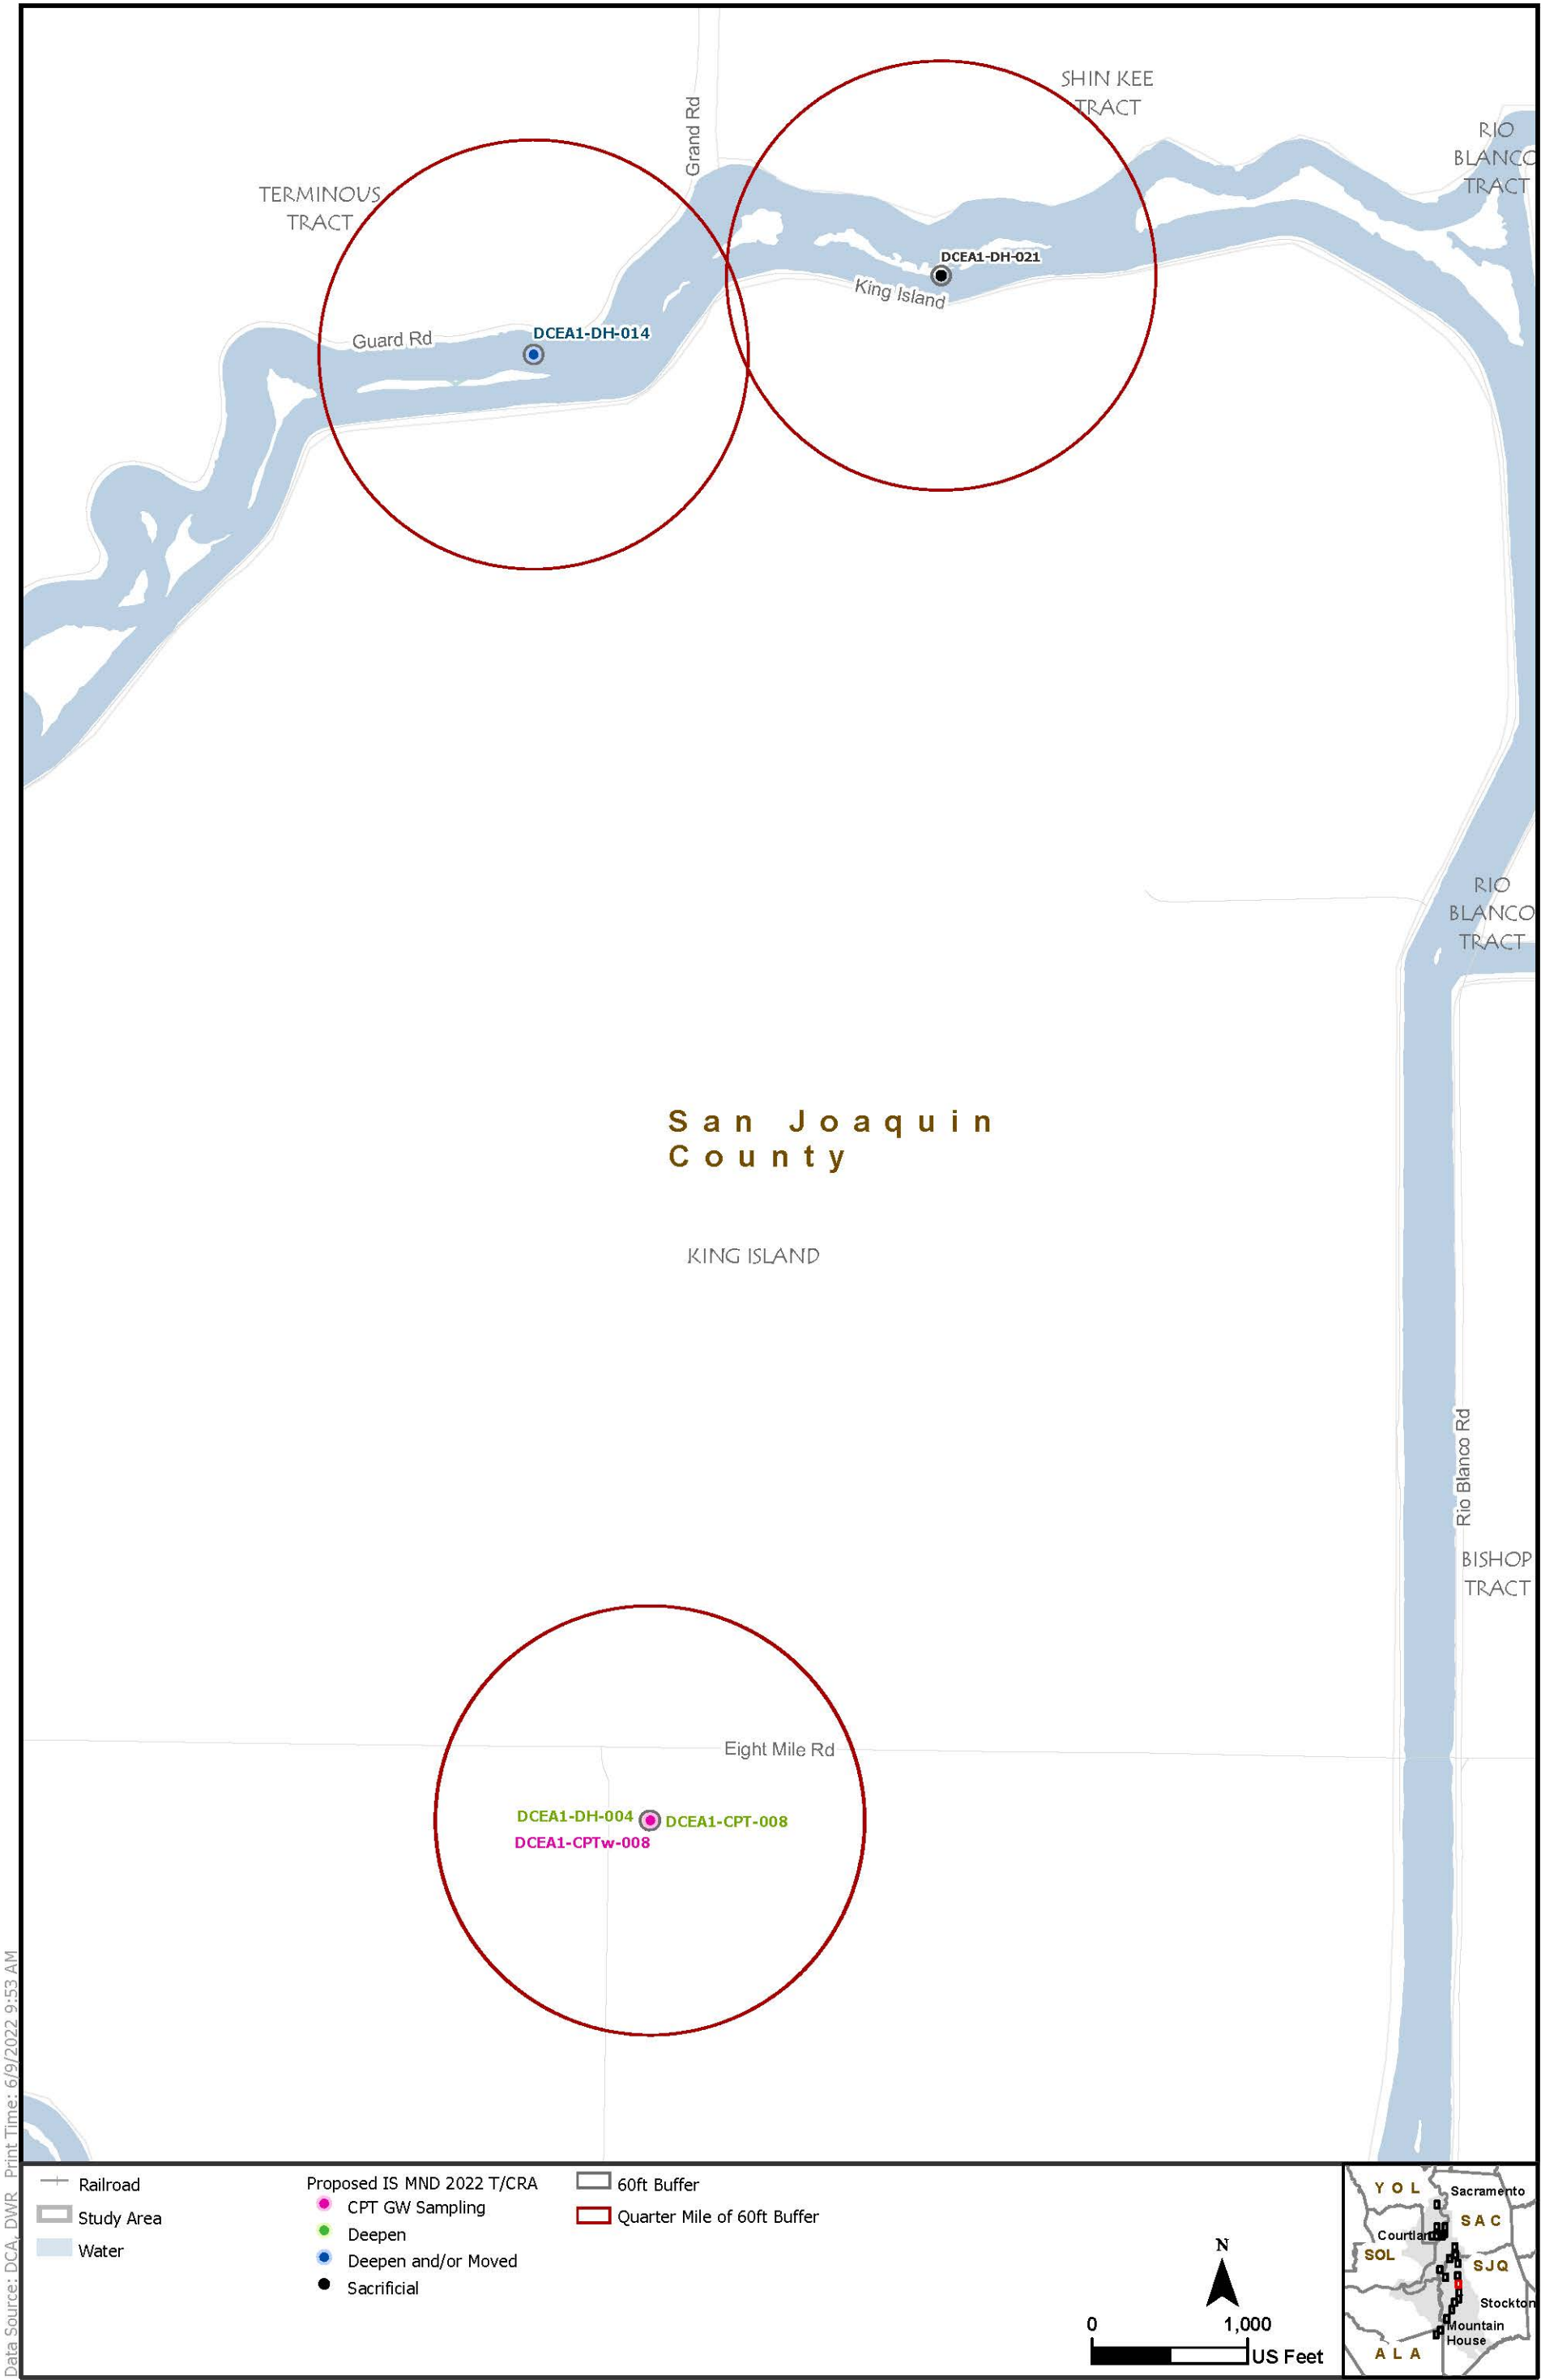 SHIN KEE
TRACT
Grand Rd
RIO
BLANCO
TRACT
TERMINOUS
TRACT
DCEA1-DH-021
King Island
Guard Rd
DCEA1-DH-014
RIO
BLANCO
TRACT
San Joaquin
County
KING ISLAND
Rio Blanco Rd
BISHOP
TRACT
Eight Mile Rd
DCEA1-DH-004
DCEA1-CPT-008
DCEA1-CPTw-008
Data Source: DCA, DWR Print Time: 6/9/2022 9:53 AM
Railroad
Study Area
Water
Proposed IS MND 2022 T/CRA
CPT GW Sampling
Deepen
Deepen and/or Moved
Sacrificial
60ft Buffer
Quarter Mile of 60ft Buffer
N
0 1,000
US Feet
YOL
Sacramento
SAC
Courtlan
SOL
SJQ
Stockton
Mountain
House
ALA